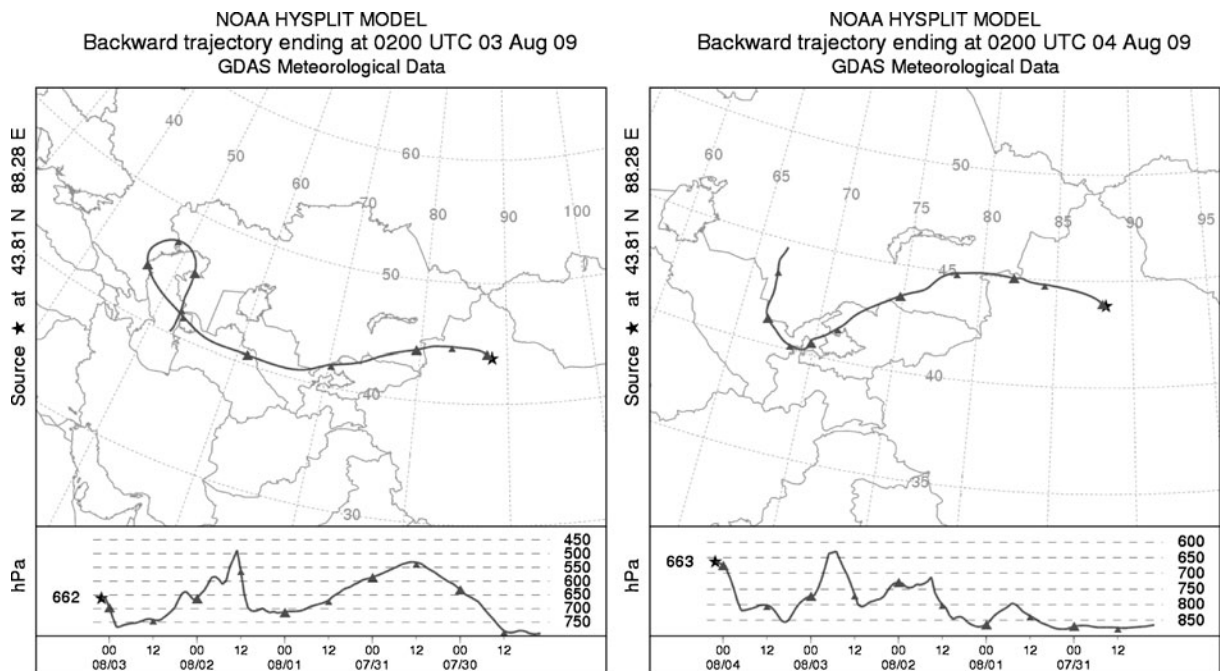 NOAA HYSPLIT MODEL
Backward trajectory ending at 0200 UTC 03 Aug 09
GDAS Meteorological Data
Source ★ at 43.81 N 88.28 E
40
50
60
60
70
80
90
100
50
40
30
hPa
662
450
500
550
600
650
700
750
00 12 00 12 00 12 00 12 00 12
08/03 08/02 08/01 07/31 07/30
NOAA HYSPLIT MODEL
Backward trajectory ending at 0200 UTC 04 Aug 09
GDAS Meteorological Data
Source ★ at 43.81 N 88.28 E
60
65
70
75
80
85
90
95
50
45
40
35
hPa
663
600
650
700
750
800
850
00 12 00 12 00 12 00 12 00 12
08/04 08/03 08/02 08/01 07/31